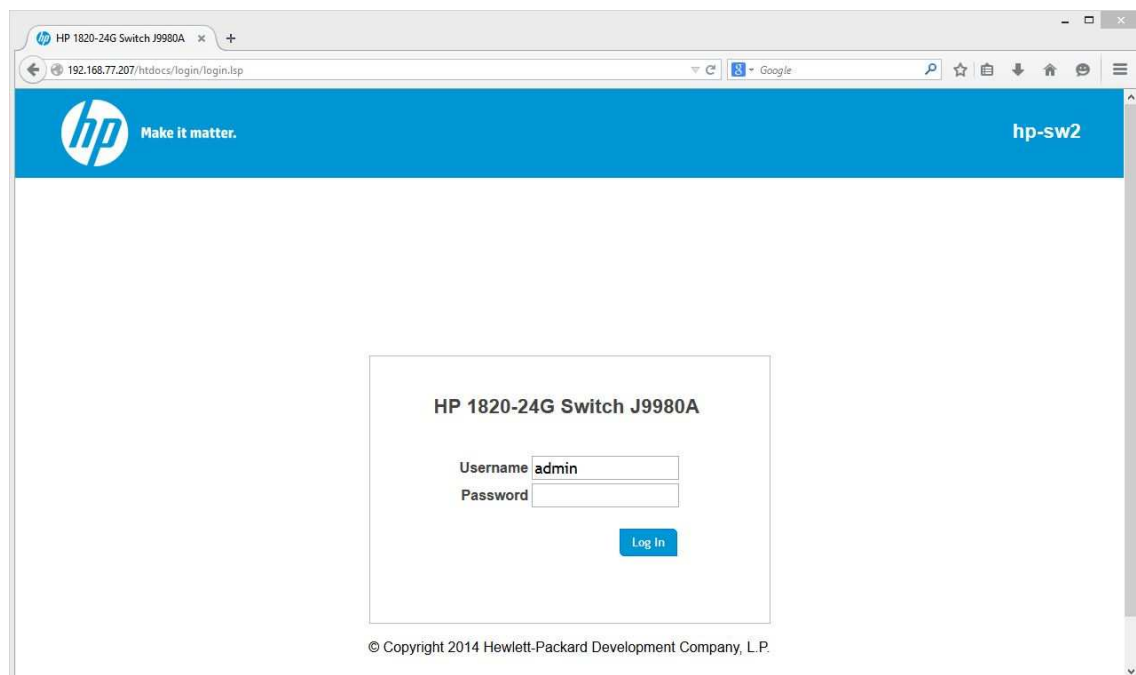 HP 1820-24G Switch J9980A
192.168.77.207/htdocs/login/login.lsp
8 Google
hp Make it matter.
hp-sw2
HP 1820-24G Switch J9980A
Username admin
Password
Log In
© Copyright 2014 Hewlett-Packard Development Company, L.P.